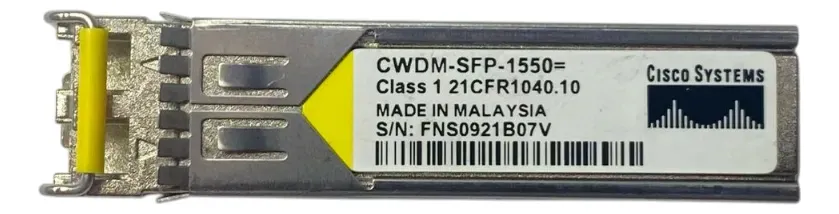 CWDM-SFP-1550=
Class 1 21CFR1040.10
MADE IN MALAYSIA
S/N: FNS0921B07V
CISCO SYSTEMS